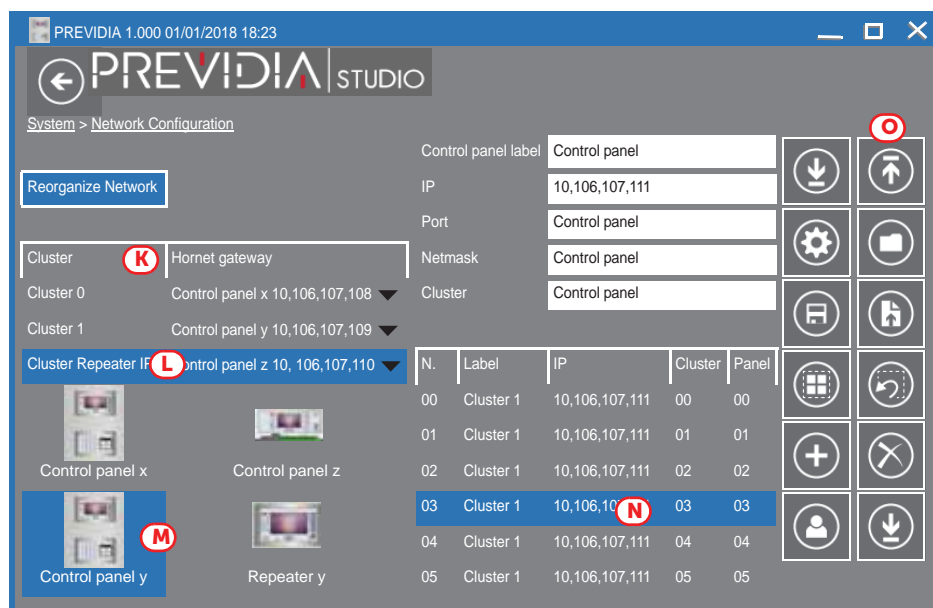 PREVIDIA 1.000 01/01/2018 18:23
PREVIDIA STUDIO
System > Network Configuration
O
Control panel label Control panel
Reorganize Network
IP 10,106,107,111
Port Control panel
Cluster K Hornet gateway
Netmask Control panel
Cluster 0 Control panel x 10,106,107,108
Cluster Control panel
Cluster 1 Control panel y 10,106,107,109
Cluster Repeater IP L ontrol panel z 10, 106,107,110
N. Label IP Cluster Panel
00 Cluster 1 10,106,107,111 00 00
01 Cluster 1 10,106,107,111 01 01
Control panel x Control panel z
02 Cluster 1 10,106,107,111 02 02
03 Cluster 1 10,106,10 N 03 03
M
04 Cluster 1 10,106,107,111 04 04
Control panel y Repeater y
05 Cluster 1 10,106,107,111 05 05